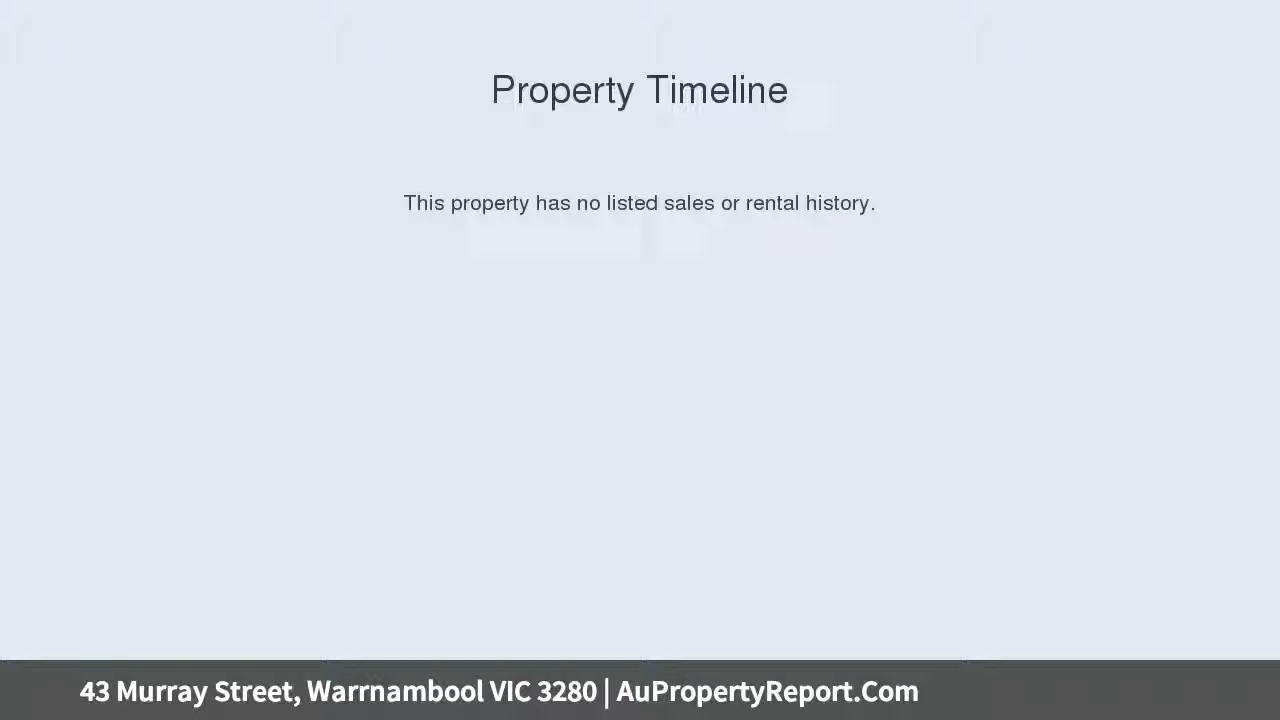 Property Timeline
This property has no listed sales or rental history.
43 Murray Street, Warrnambool VIC 3280 | AuPropertyReport.Com